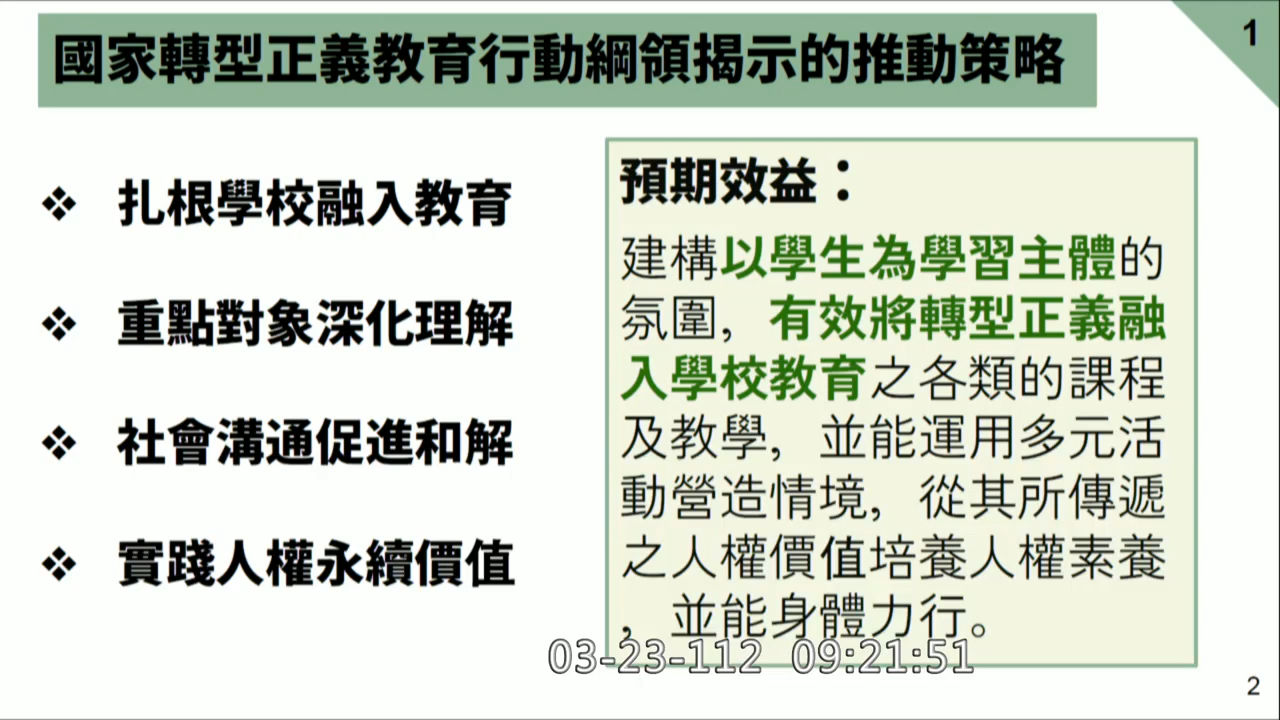 國家轉型正義教育行動綱領揭示的推動策略
1
❖ 扎根學校融入教育
❖ 重點對象深化理解
❖ 社會溝通促進和解
❖ 實踐人權永續價值
預期效益：
建構以學生為學習主體的
氛圍，有效將轉型正義融
入學校教育之各類的課程
及教學，並能運用多元活
動營造情境，從其所傳遞
之人權價值培養人權素養
，並能身體力行。
03-23-112 09:21:51
2